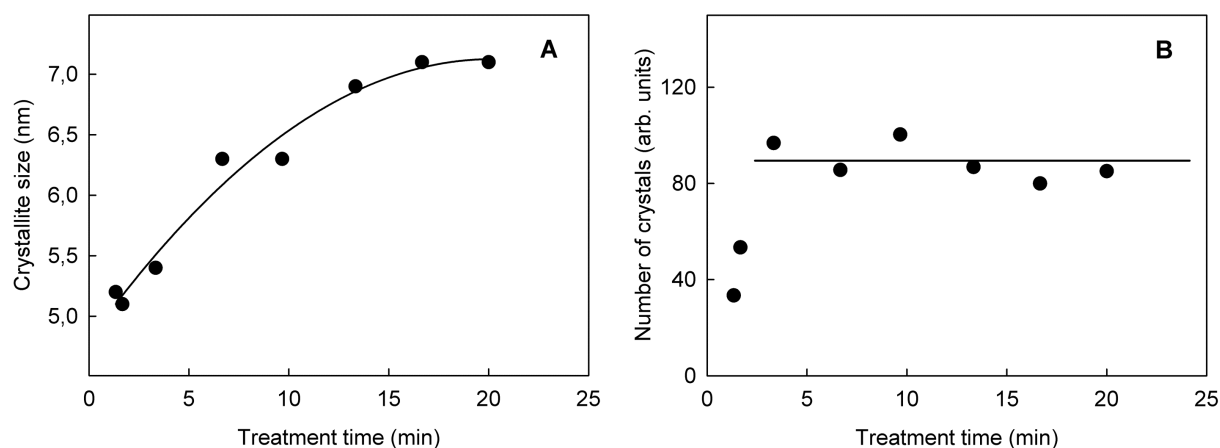 A
Crystallite size (nm)
7,0
6,5
6,0
5,5
5,0
0 5 10 15 20 25
Treatment time (min)
B
Number of crystals (arb. units)
120
80
40
0
0 5 10 15 20 25
Treatment time (min)